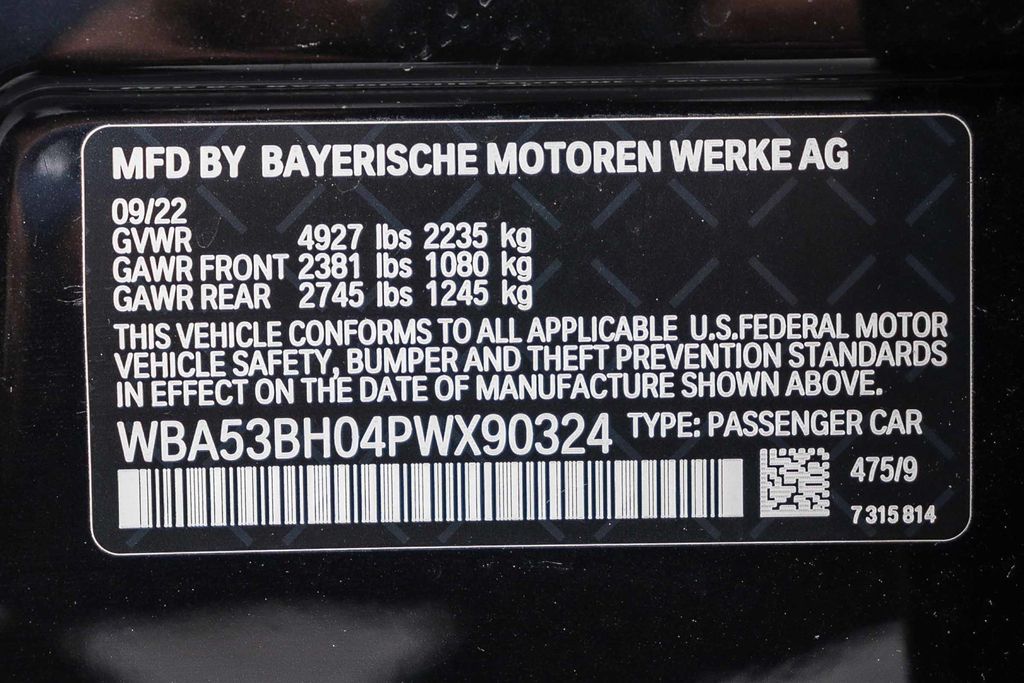 MFD BY BAYERISCHE MOTOREN WERKE AG
09/22
GVWR 4927 lbs 2235 kg
GAWR FRONT 2381 lbs 1080 kg
GAWR REAR 2745 lbs 1245 kg
THIS VEHICLE CONFORMS TO ALL APPLICABLE U.S.FEDERAL MOTOR
VEHICLE SAFETY, BUMPER AND THEFT PREVENTION STANDARDS
IN EFFECT ON THE DATE OF MANUFACTURE SHOWN ABOVE.
WBA53BH04PWX90324 TYPE: PASSENGER CAR
475/9
7 315 814